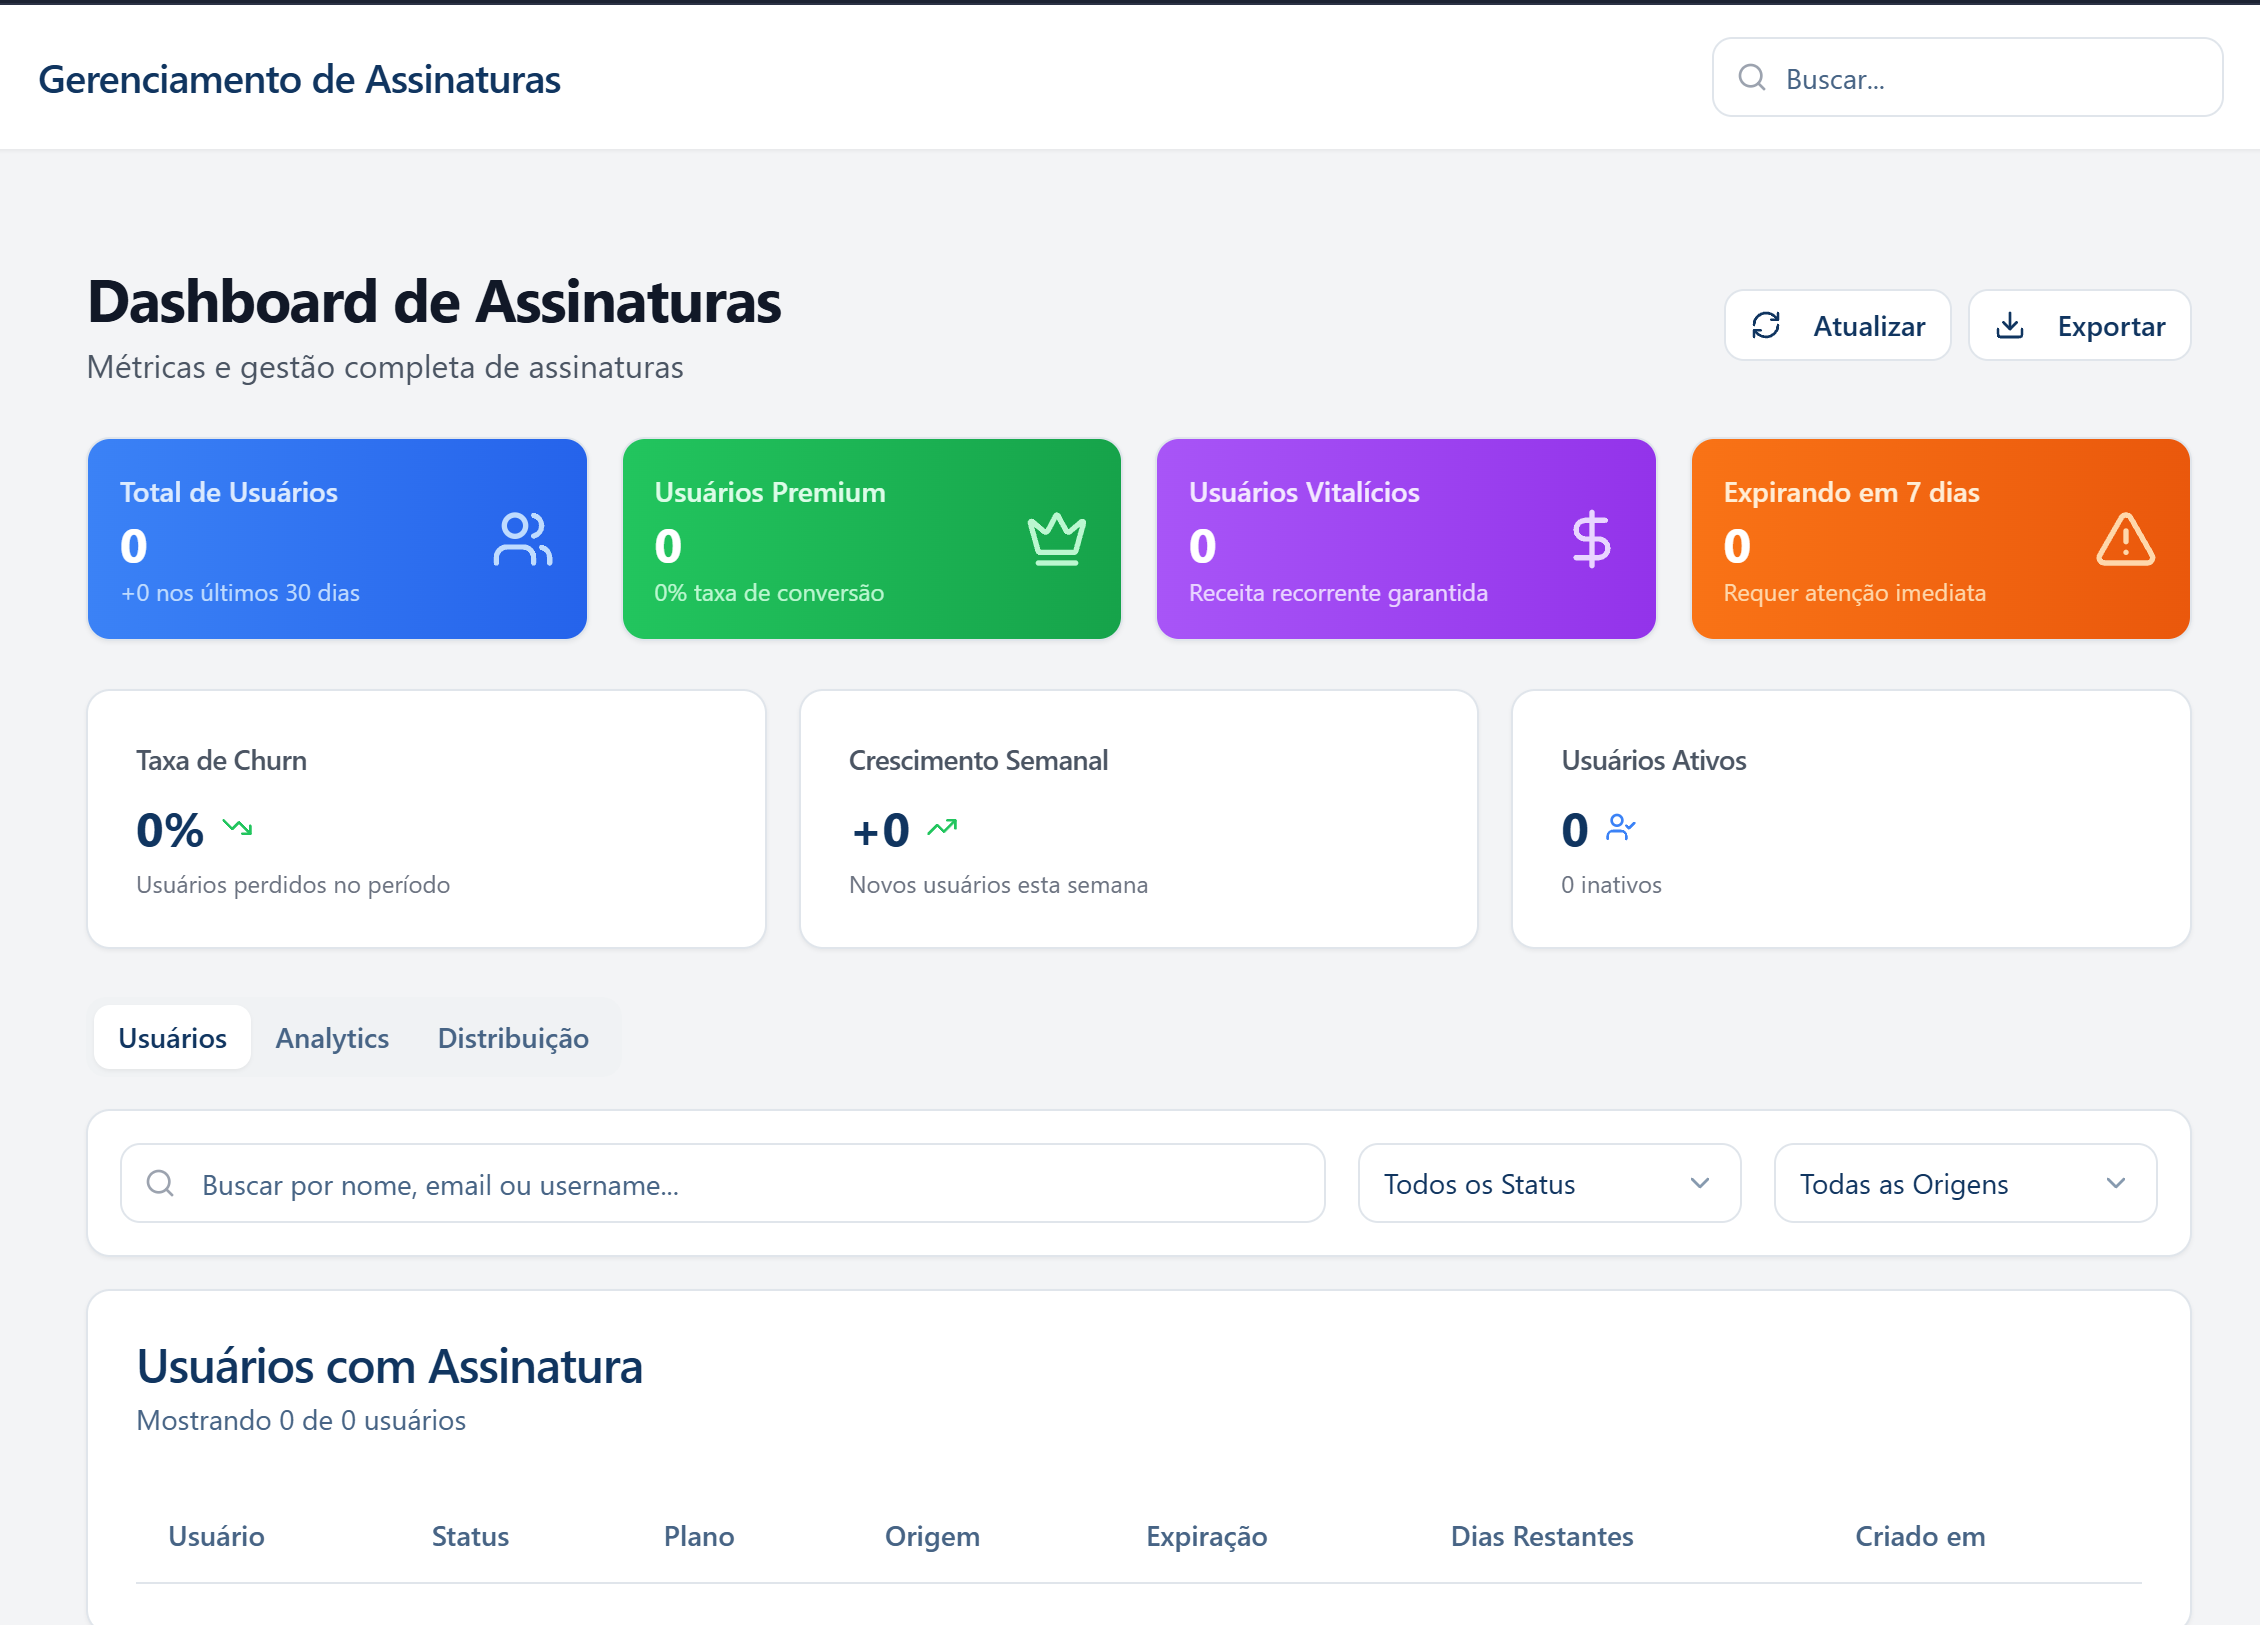 Gerenciamento de Assinaturas
Buscar...
Dashboard de Assinaturas
Métricas e gestão completa de assinaturas
Atualizar
Exportar
Total de Usuários
0
+0 nos últimos 30 dias
Usuários Premium
0
0% taxa de conversão
Usuários Vitalícios
0
Receita recorrente garantida
Expirando em 7 dias
0
Requer atenção imediata
Taxa de Churn
0%
Usuários perdidos no período
Crescimento Semanal
+0
Novos usuários esta semana
Usuários Ativos
0
0 inativos
Usuários Analytics Distribuição
Buscar por nome, email ou username...
Todos os Status
Todas as Origens
Usuários com Assinatura
Mostrando 0 de 0 usuários
Usuário Status Plano Origem Expiração Dias Restantes Criado em